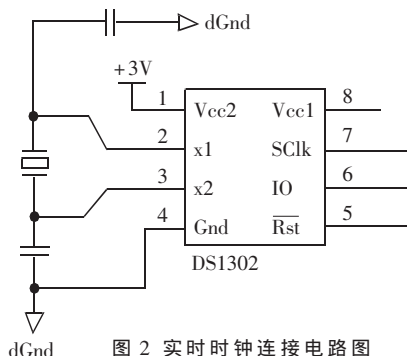 dGnd
+3V
1 Vcc2 Vcc1 8
2 x1 SClk 7
3 x2 IO 6
4 Gnd Rst 5
DS1302
dGnd
图 2 实时时钟连接电路图